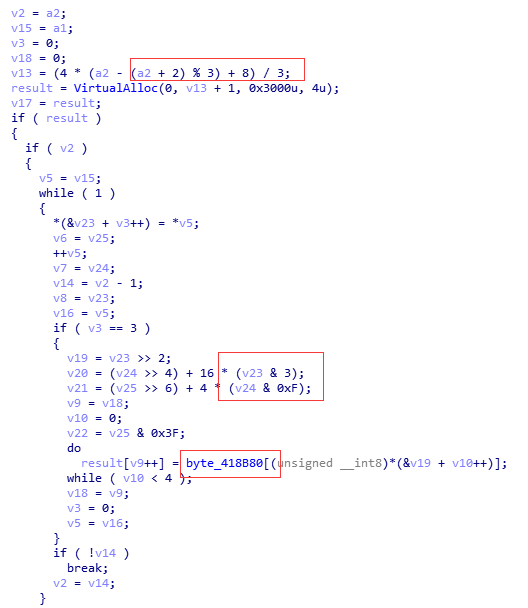 v2 = a2;
v15 = a1;
v3 = 0;
v18 = 0;
v13 = (4 * (a2 - (a2 + 2) % 3) + 8) / 3;
result = VirtualAlloc(0, v13 + 1, 0x3000u, 4u);
v17 = result;
if ( result )
{
  if ( v2 )
  {
    v5 = v15;
    while ( 1 )
    {
      *(&v23 + v3++) = *v5;
      v6 = v25;
      ++v5;
      v7 = v24;
      v14 = v2 - 1;
      v8 = v23;
      v16 = v5;
      if ( v3 == 3 )
      {
        v19 = v23 >> 2;
        v20 = (v24 >> 4) + 16 * (v23 & 3);
        v21 = (v25 >> 6) + 4 * (v24 & 0xF);
        v9 = v18;
        v10 = 0;
        v22 = v25 & 0x3F;
        do
          result[v9++] = byte_418B80[(unsigned __int8)*(&v19 + v10++)];
        while ( v10 < 4 );
        v18 = v9;
        v3 = 0;
        v5 = v16;
      }
      if ( !v14 )
        break;
      v2 = v14;
    }